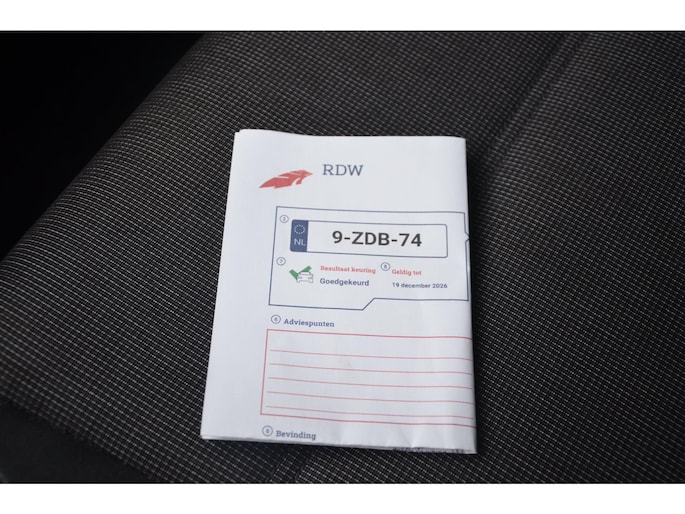 RDW
2
NL
9-ZDB-74
7
Resultaat keuring
8
Geldig tot
Goedgekeurd
19 december 2026
6 Adviespunten
5 Bevinding